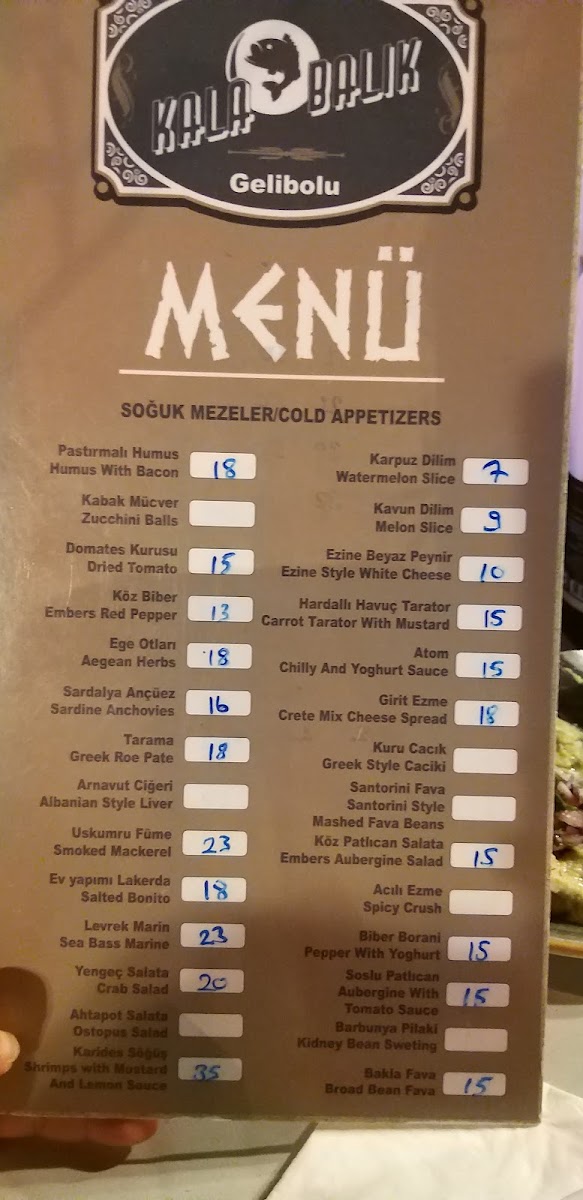 KALA BALIK
Gelibolu
MENÜ
SOĞUK MEZELER/COLD APPETIZERS
Pastırmalı Humus
Humus With Bacon 18
Kabak Mücver
Zucchini Balls
Domates Kurusu
Dried Tomato 15
Köz Biber
Embers Red Pepper 13
Ege Otları
Aegean Herbs 18
Sardalya Ançüez
Sardine Anchovies 16
Tarama
Greek Roe Pate 18
Arnavut Ciğeri
Albanian Style Liver
Uskumru Füme
Smoked Mackerel 23
Ev yapımı Lakerda
Salted Bonito 18
Levrek Marin
Sea Bass Marine 23
Yengeç Salata
Crab Salad 20
Ahtapot Salata
Ostopus Salad
Karides Söğüş
Shrimps with Mustard
And Lemon Sauce 35
Karpuz Dilim
Watermelon Slice 7
Kavun Dilim
Melon Slice 9
Ezine Beyaz Peynir
Ezine Style White Cheese 10
Hardallı Havuç Tarator
Carrot Tarator With Mustard 15
Atom
Chilly And Yoghurt Sauce 15
Girit Ezme
Crete Mix Cheese Spread 18
Kuru Cacık
Greek Style Caciki
Santorini Fava
Santorini Style
Mashed Fava Beans
Köz Patlıcan Salata
Embers Aubergine Salad 15
Acılı Ezme
Spicy Crush
Biber Borani
Pepper With Yoghurt 15
Soslu Patlıcan
Aubergine With
Tomato Sauce 15
Barbunya Pilaki
Kidney Bean Sweting
Bakla Fava
Broad Bean Fava 15